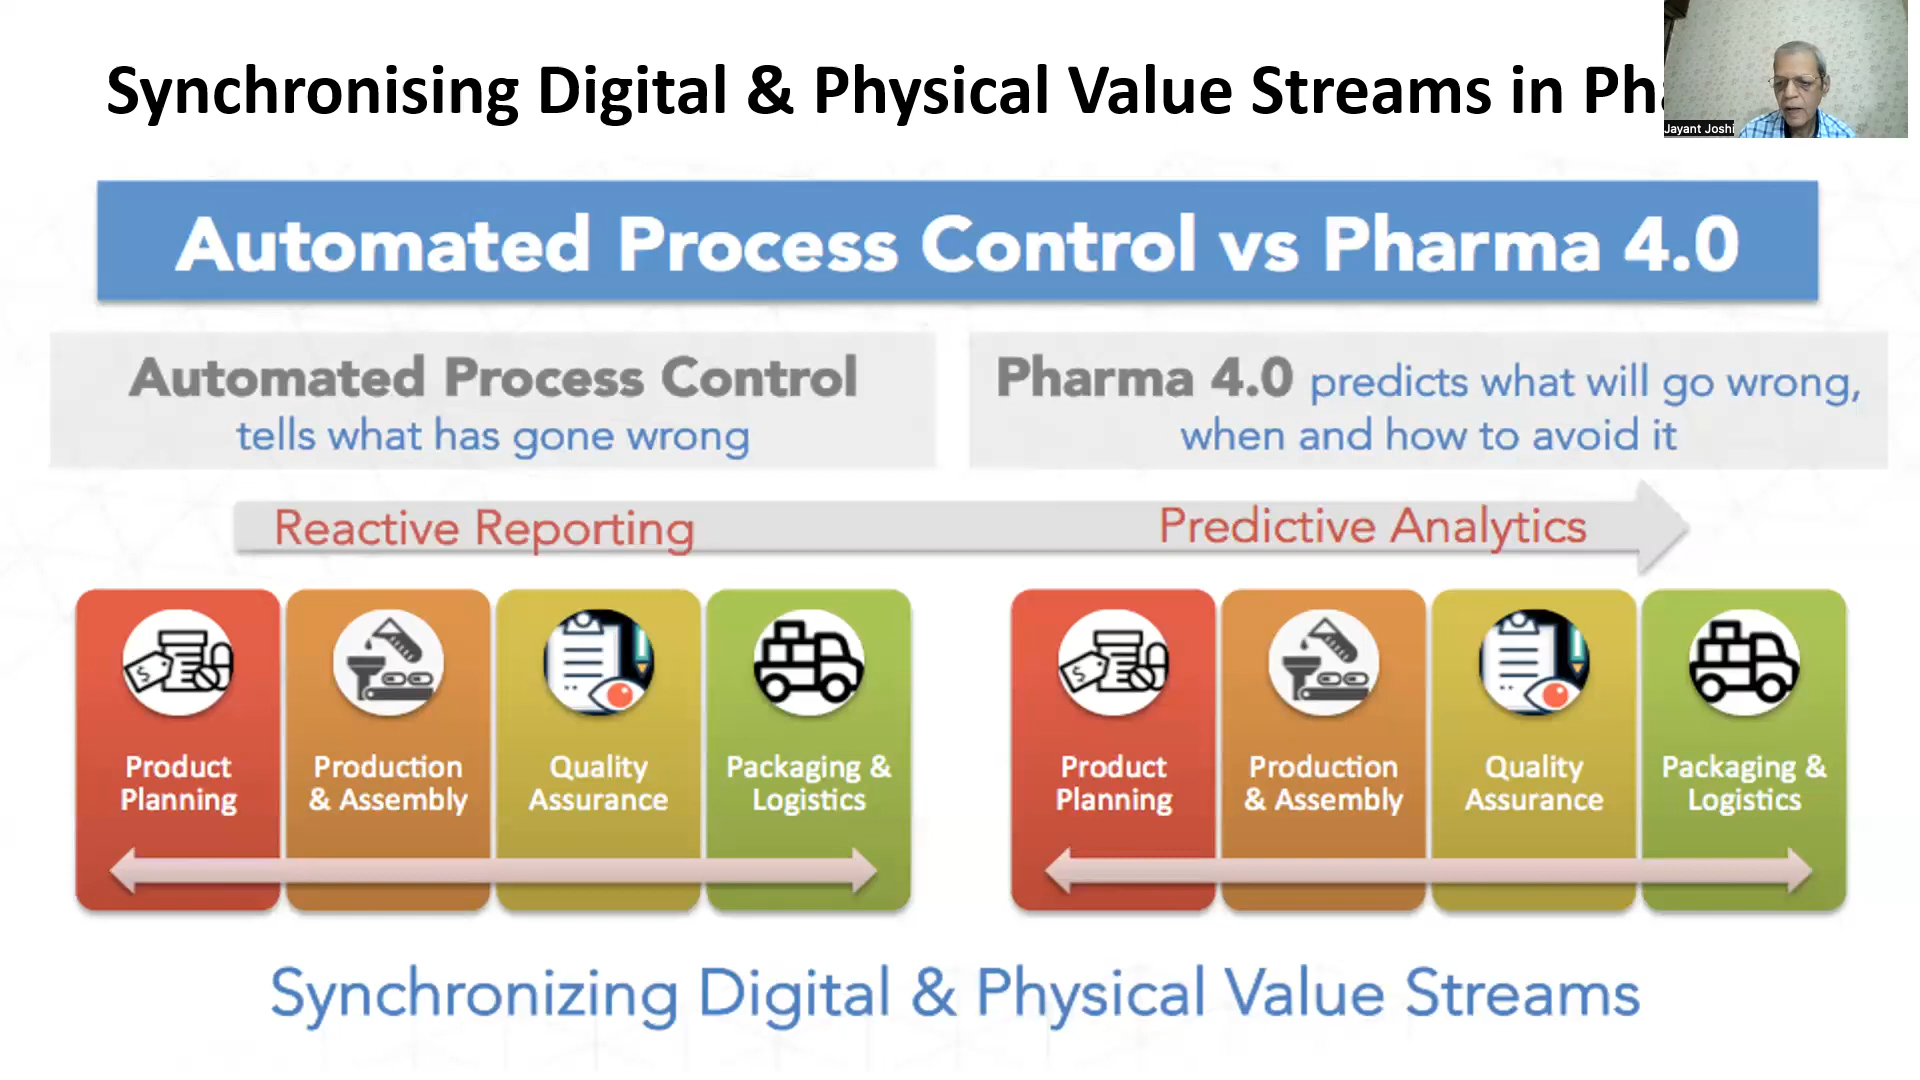 Synchronising Digital & Physical Value Streams in
Jayant Joshi
Automated Process Control vs Pharma 4.0
Automated Process Control
tells what has gone wrong
Pharma 4.0 predicts what will go wrong,
when and how to avoid it
Reactive Reporting
Predictive Analytics
Product
Planning
Production
& Assembly
Quality
Assurance
Packaging &
Logistics
Product
Planning
Production
& Assembly
Quality
Assurance
Packaging &
Logistics
Synchronizing Digital & Physical Value Streams